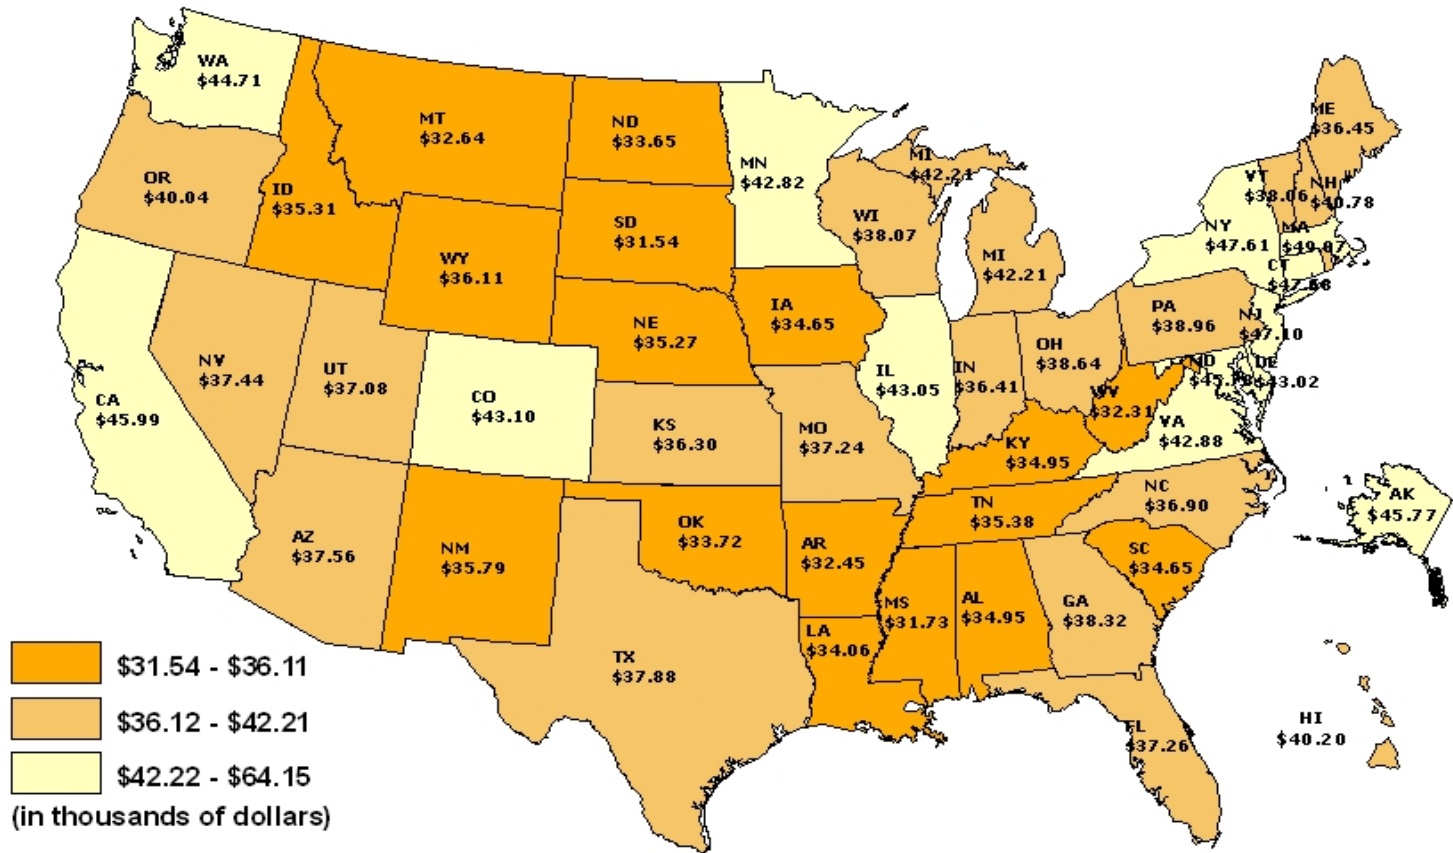 WA
$44.71
MT
$32.64
ND
$33.65
MN
$42.82
MI
$42.21
ME
$36.45
OR
$40.04
ID
$35.31
SD
$31.54
WI
$38.07
VT
$38.06
NH
$40.78
WY
$36.11
MI
$42.21
NY
$47.61
MA
CT
IA
$34.65
NE
$35.27
PA
$38.96
NJ
$47.10
OH
$38.64
NV
$37.44
UT
$37.08
CO
$43.10
IL
$43.05
IN
$36.41
MD
DE
$43.02
CA
$45.99
KS
$36.30
MO
$37.24
WV
$32.31
VA
$42.88
KY
$34.95
NC
$36.90
AK
$45.77
TN
$35.38
AZ
$37.56
NM
$35.79
OK
$33.72
AR
$32.45
SC
$34.65
MS
$31.73
AL
$34.95
GA
$38.32
LA
$34.06
TX
$37.88
FL
$37.26
HI
$40.20
$31.54 - $36.11
$36.12 - $42.21
$42.22 - $64.15
(in thousands of dollars)